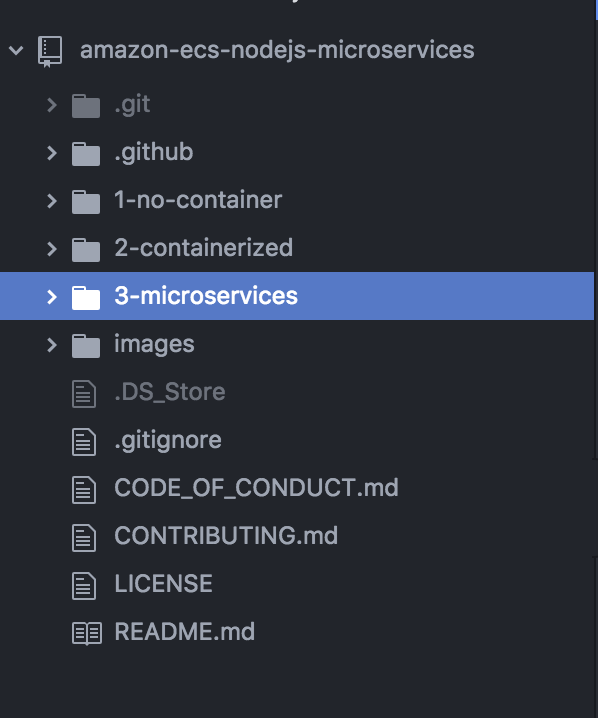 amazon-ecs-nodejs-microservices
.git
.github
1-no-container
2-containerized
3-microservices
images
.DS_Store
.gitignore
CODE_OF_CONDUCT.md
CONTRIBUTING.md
LICENSE
README.md